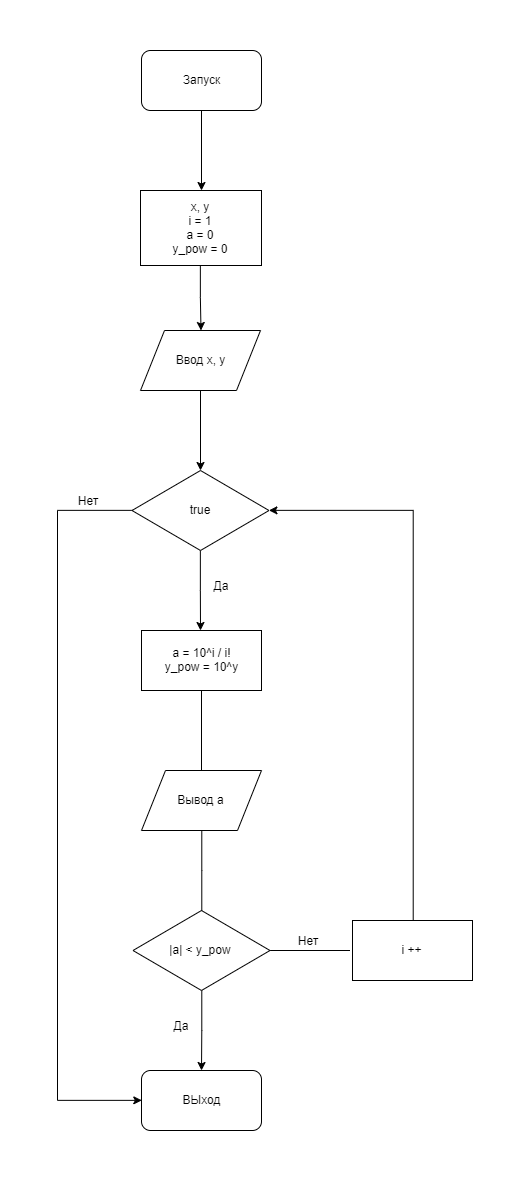 Запуск
x, y
i = 1
a = 0
y_pow = 0
Ввод x, y
Нет
true
Да
a = 10^i / i!
y_pow = 10^y
Вывод a
|a| < y_pow
Нет
i ++
Да
ВЫход